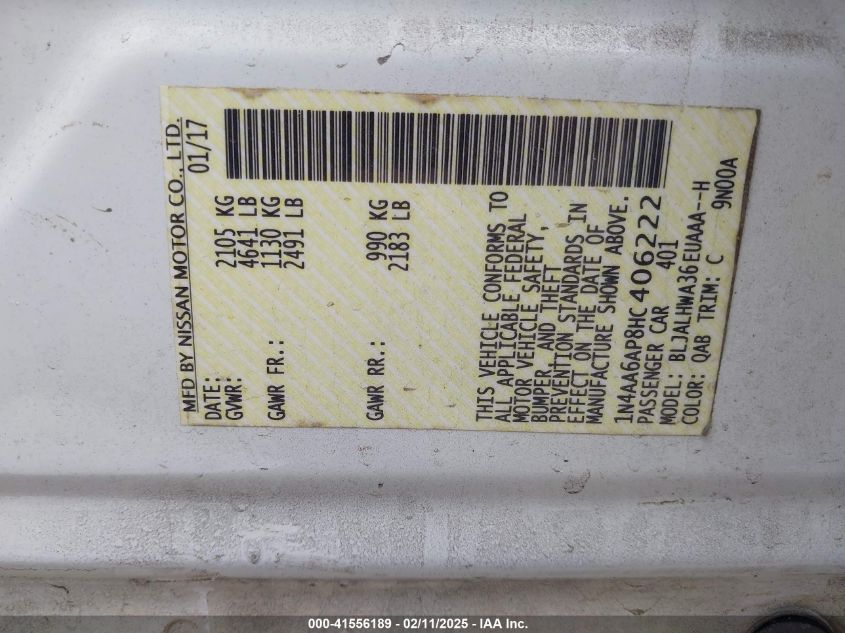 MFD BY NISSAN MOTOR CO., LTD.
DATE: 01/17
GVWR: 2105 KG
4641 LB
GAWR FR.: 1130 KG
2491 LB
GAWR RR.: 990 KG
2183 LB
THIS VEHICLE CONFORMS TO
ALL APPLICABLE FEDERAL
MOTOR VEHICLE SAFETY,
BUMPER, AND THEFT
PREVENTION STANDARDS IN
EFFECT ON THE DATE OF
MANUFACTURE SHOWN ABOVE.
1N4AA6AP8HC406222
PASSENGER CAR 401
MODEL: BLJALHWA36EUAAA--H
COLOR: QAB TRIM: C 9N00A
000-41556189 - 02/11/2025 - IAA Inc.